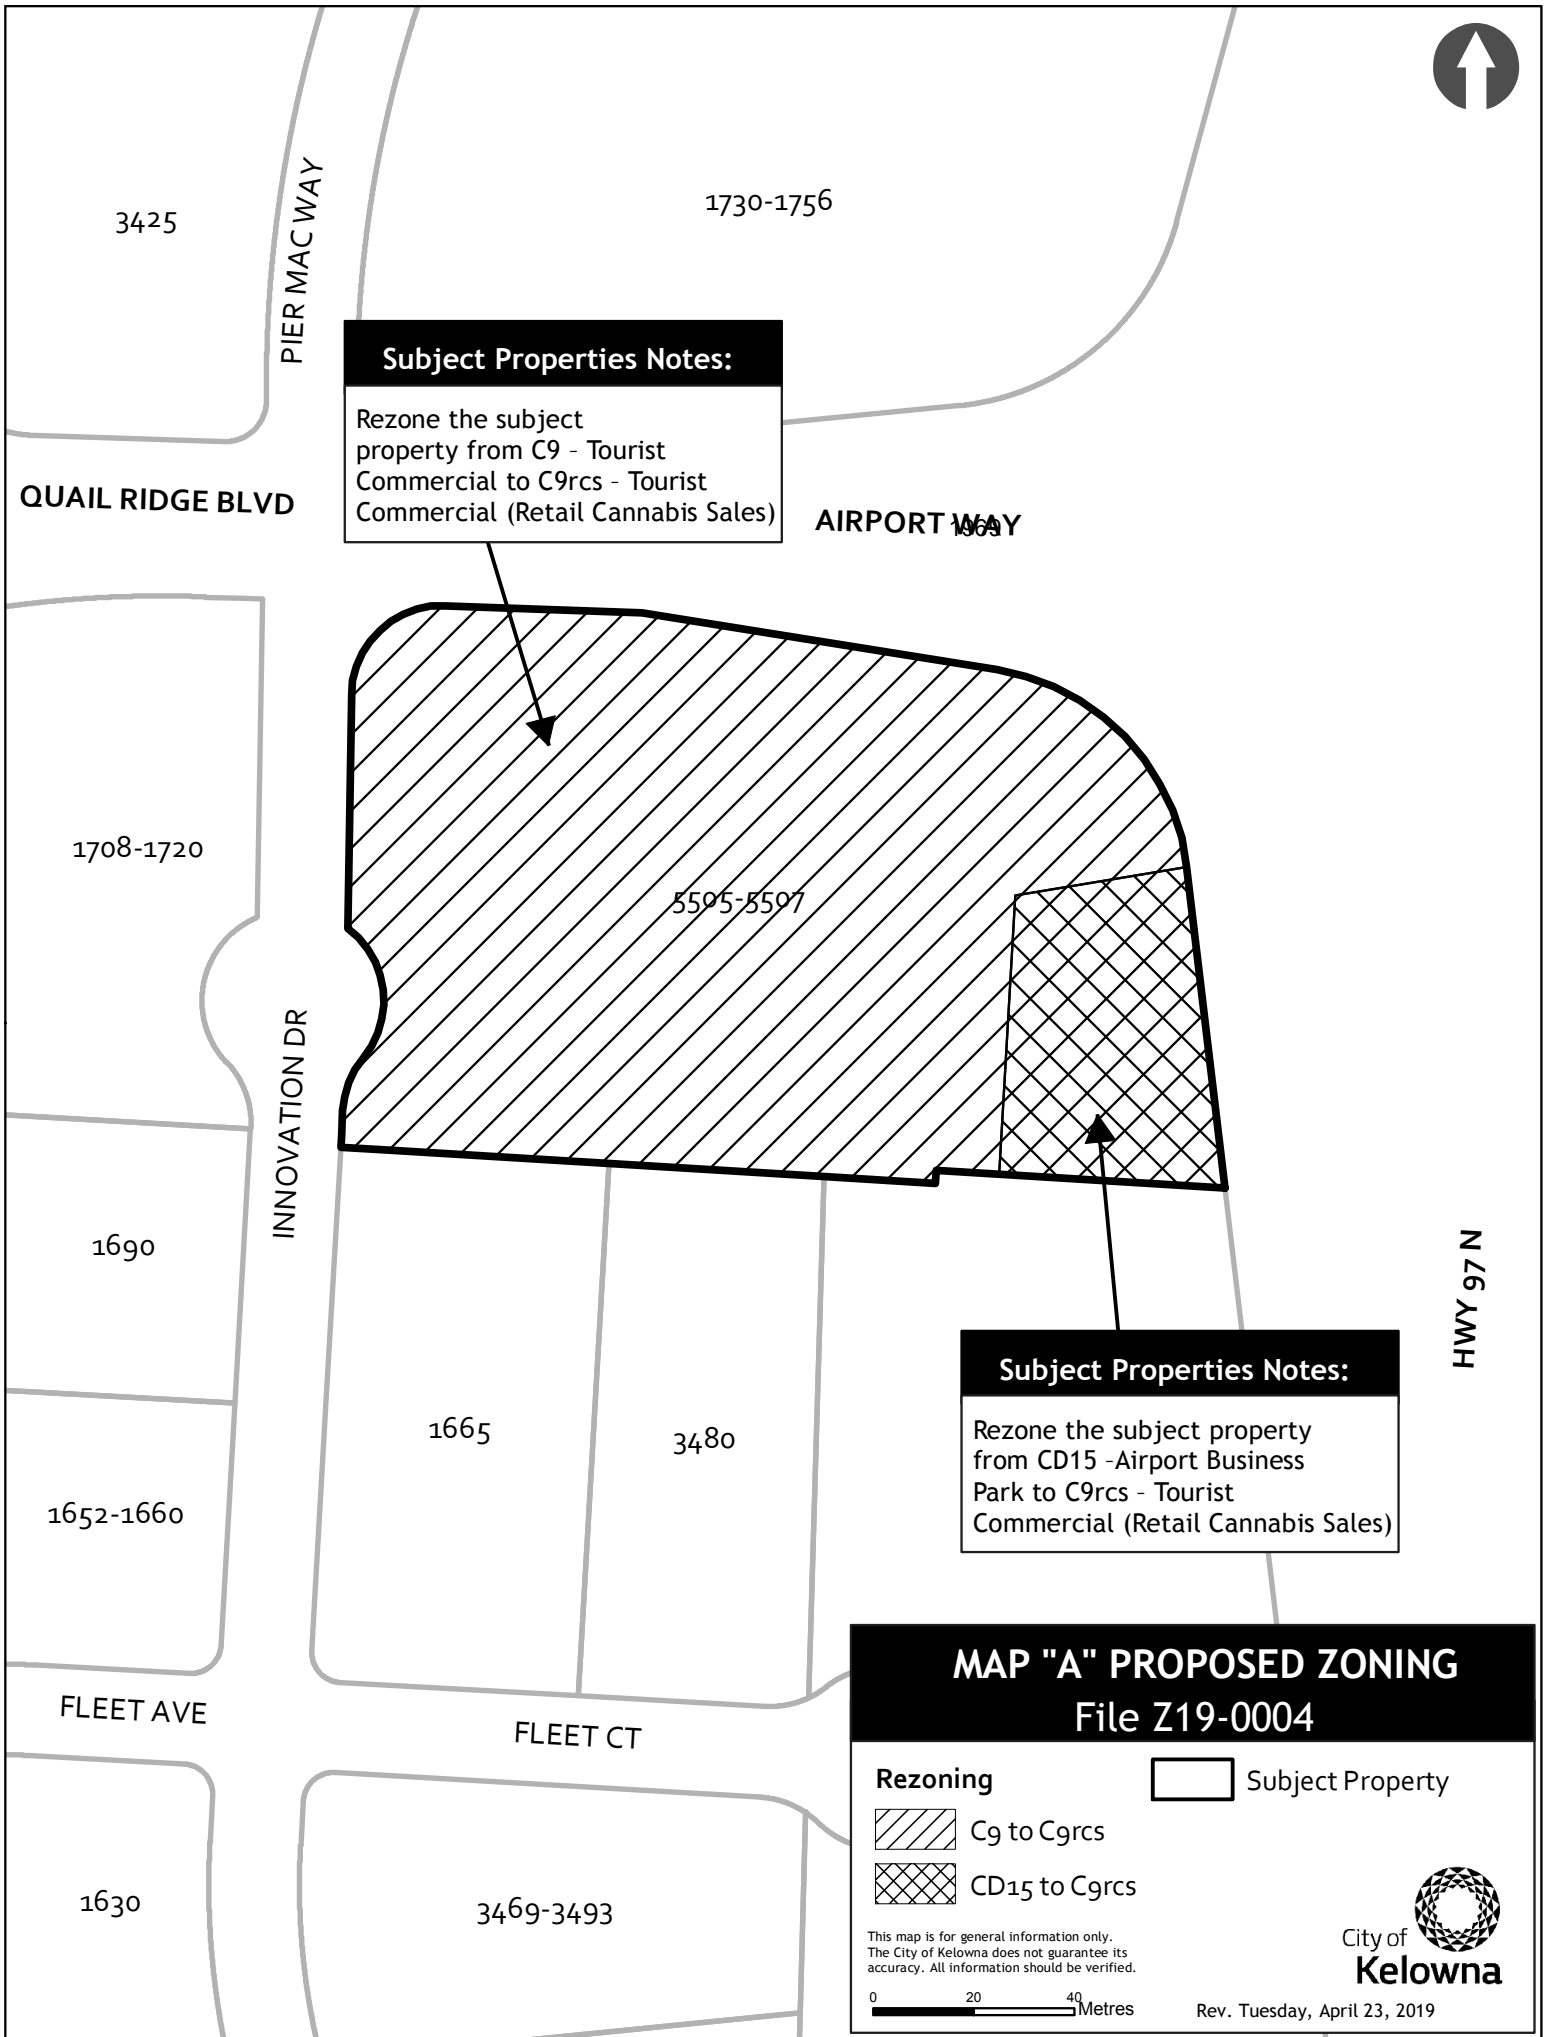 3425
PIER MAC WAY
1730-1756
Subject Properties Notes:
Rezone the subject
property from C9 - Tourist
Commercial to C9rcs - Tourist
Commercial (Retail Cannabis Sales)
QUAIL RIDGE BLVD
AIRPORT WAY
1969
1708-1720
5505-5507
INNOVATION DR
1690
HWY 97 N
Subject Properties Notes:
Rezone the subject property
from CD15 -Airport Business
Park to C9rcs - Tourist
Commercial (Retail Cannabis Sales)
1665
3480
1652-1660
FLEET AVE
FLEET CT
1630
3469-3493
MAP "A" PROPOSED ZONING
File Z19-0004
Rezoning
Subject Property
C9 to C9rcs
CD15 to C9rcs
This map is for general information only.
The City of Kelowna does not guarantee its
accuracy. All information should be verified.
City of
Kelowna
0 20 40 Metres
Rev. Tuesday, April 23, 2019